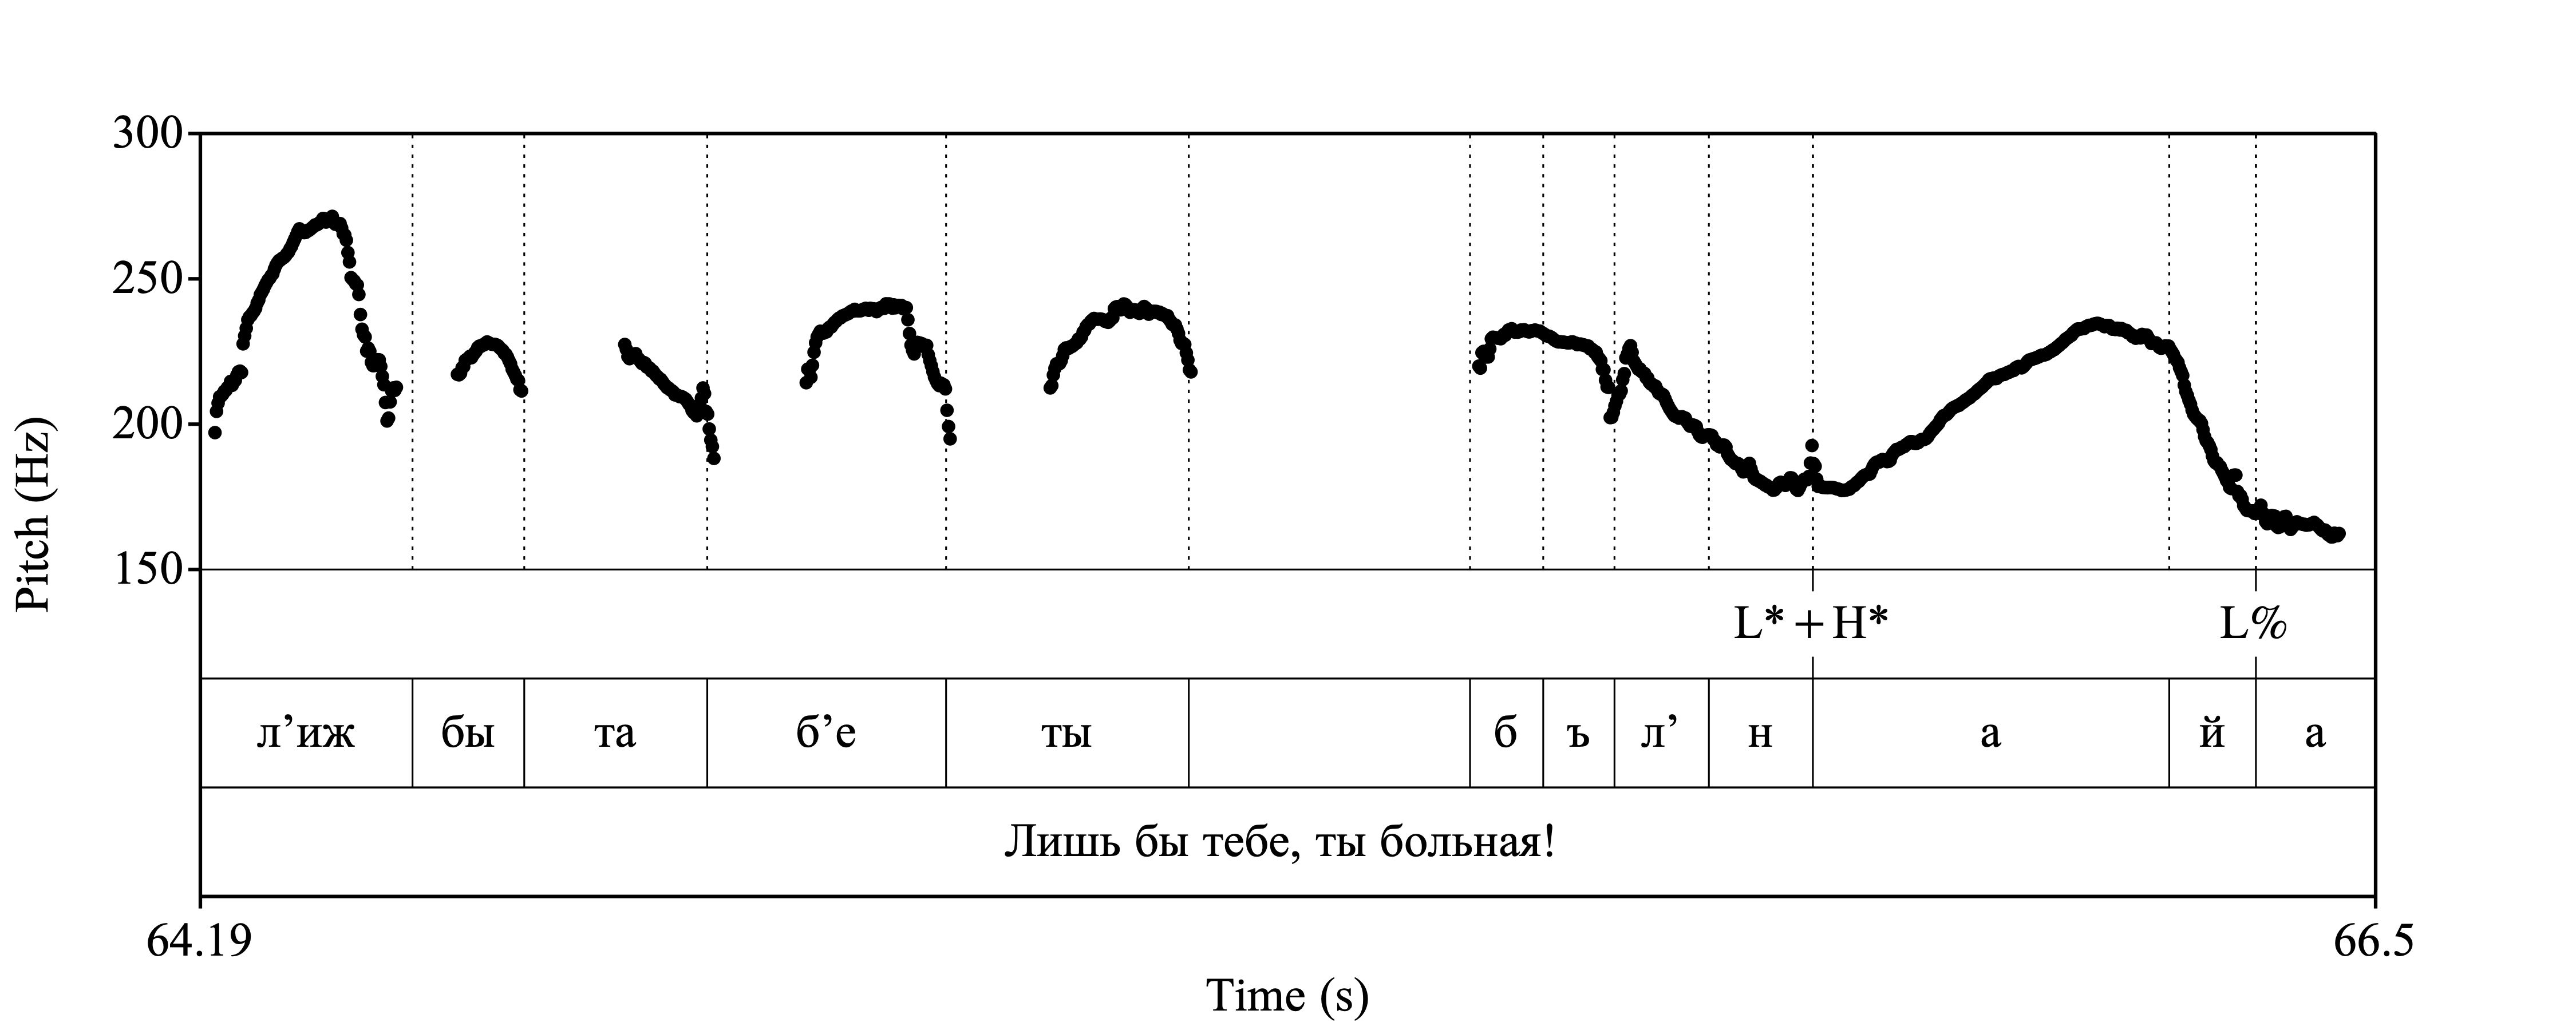 300
250
200
150
Pitch (Hz)
L*+H* L%
л’иж бы та б’е ты б ъ л’ н а й а
Лишь бы тебе, ты больная!
64.19 66.5
Time (s)